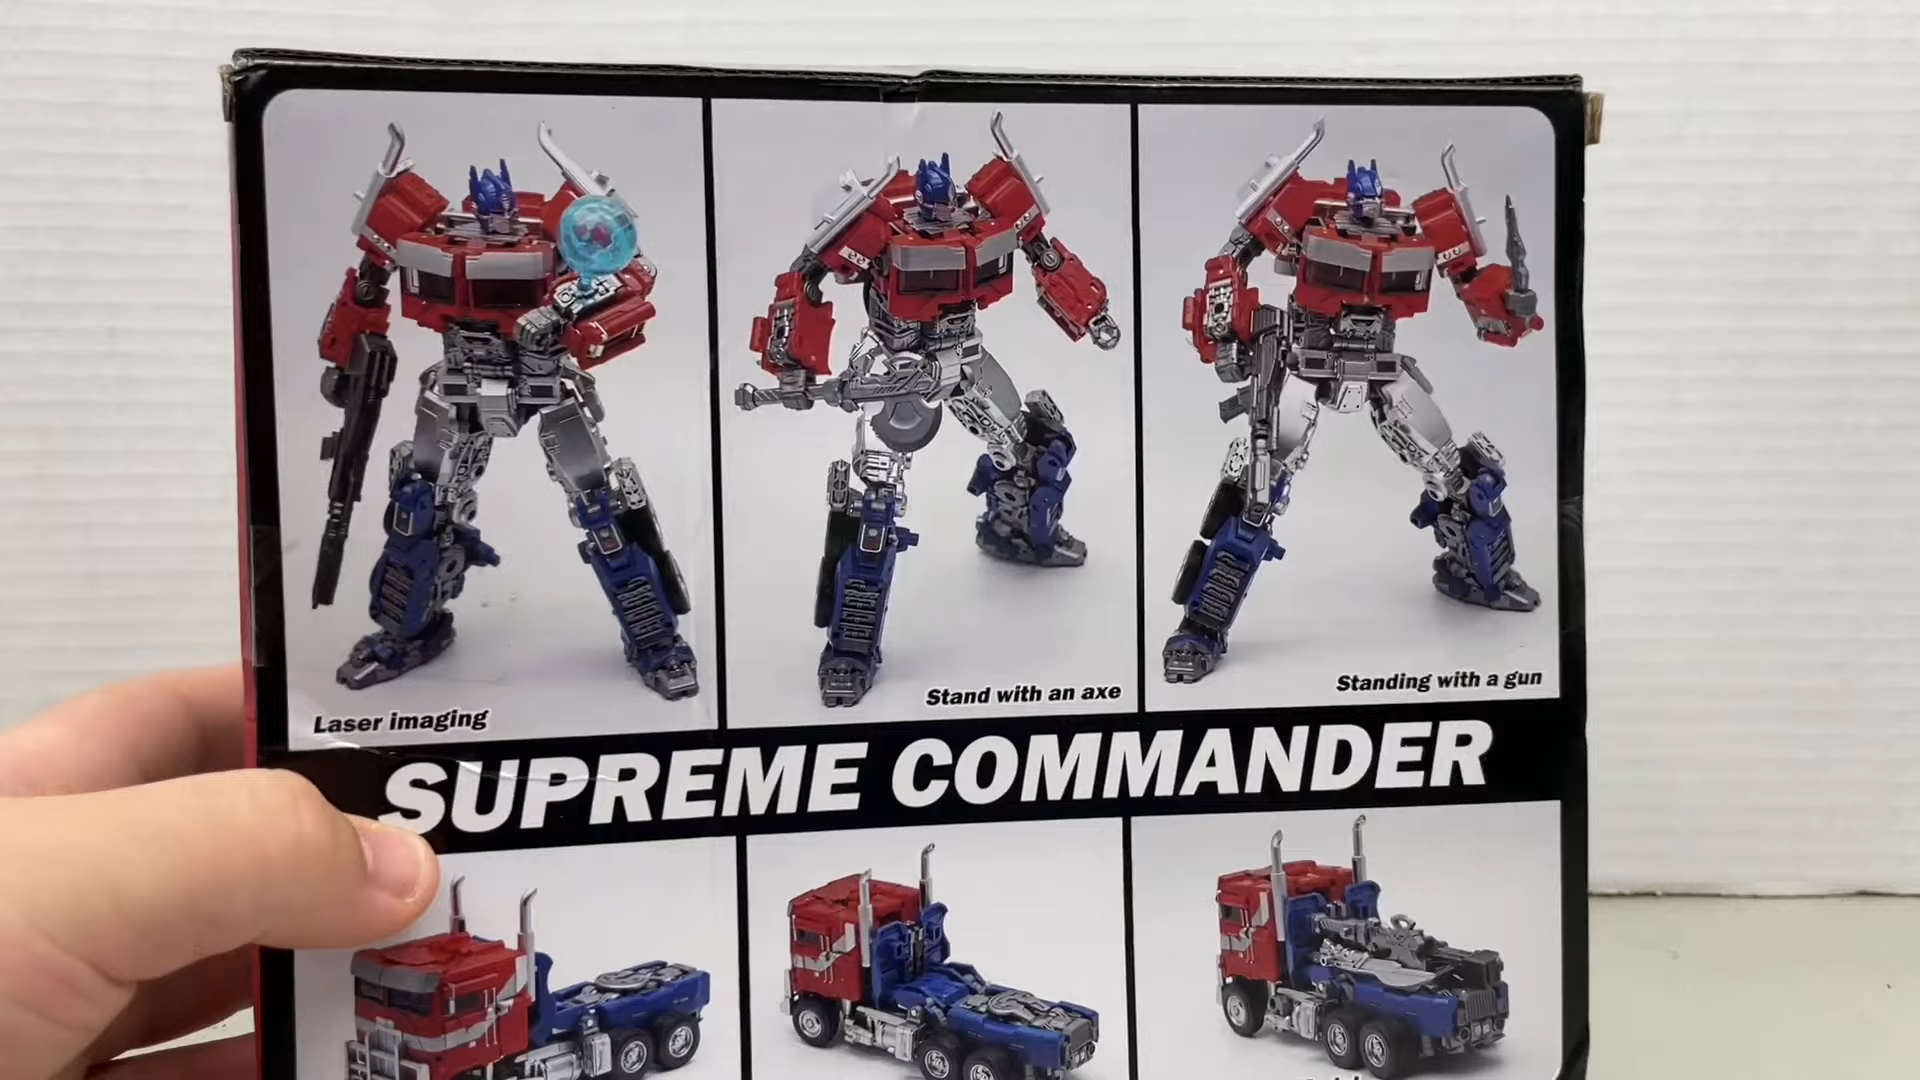 Laser imaging
Stand with an axe
Standing with a gun
SUPREME COMMANDER